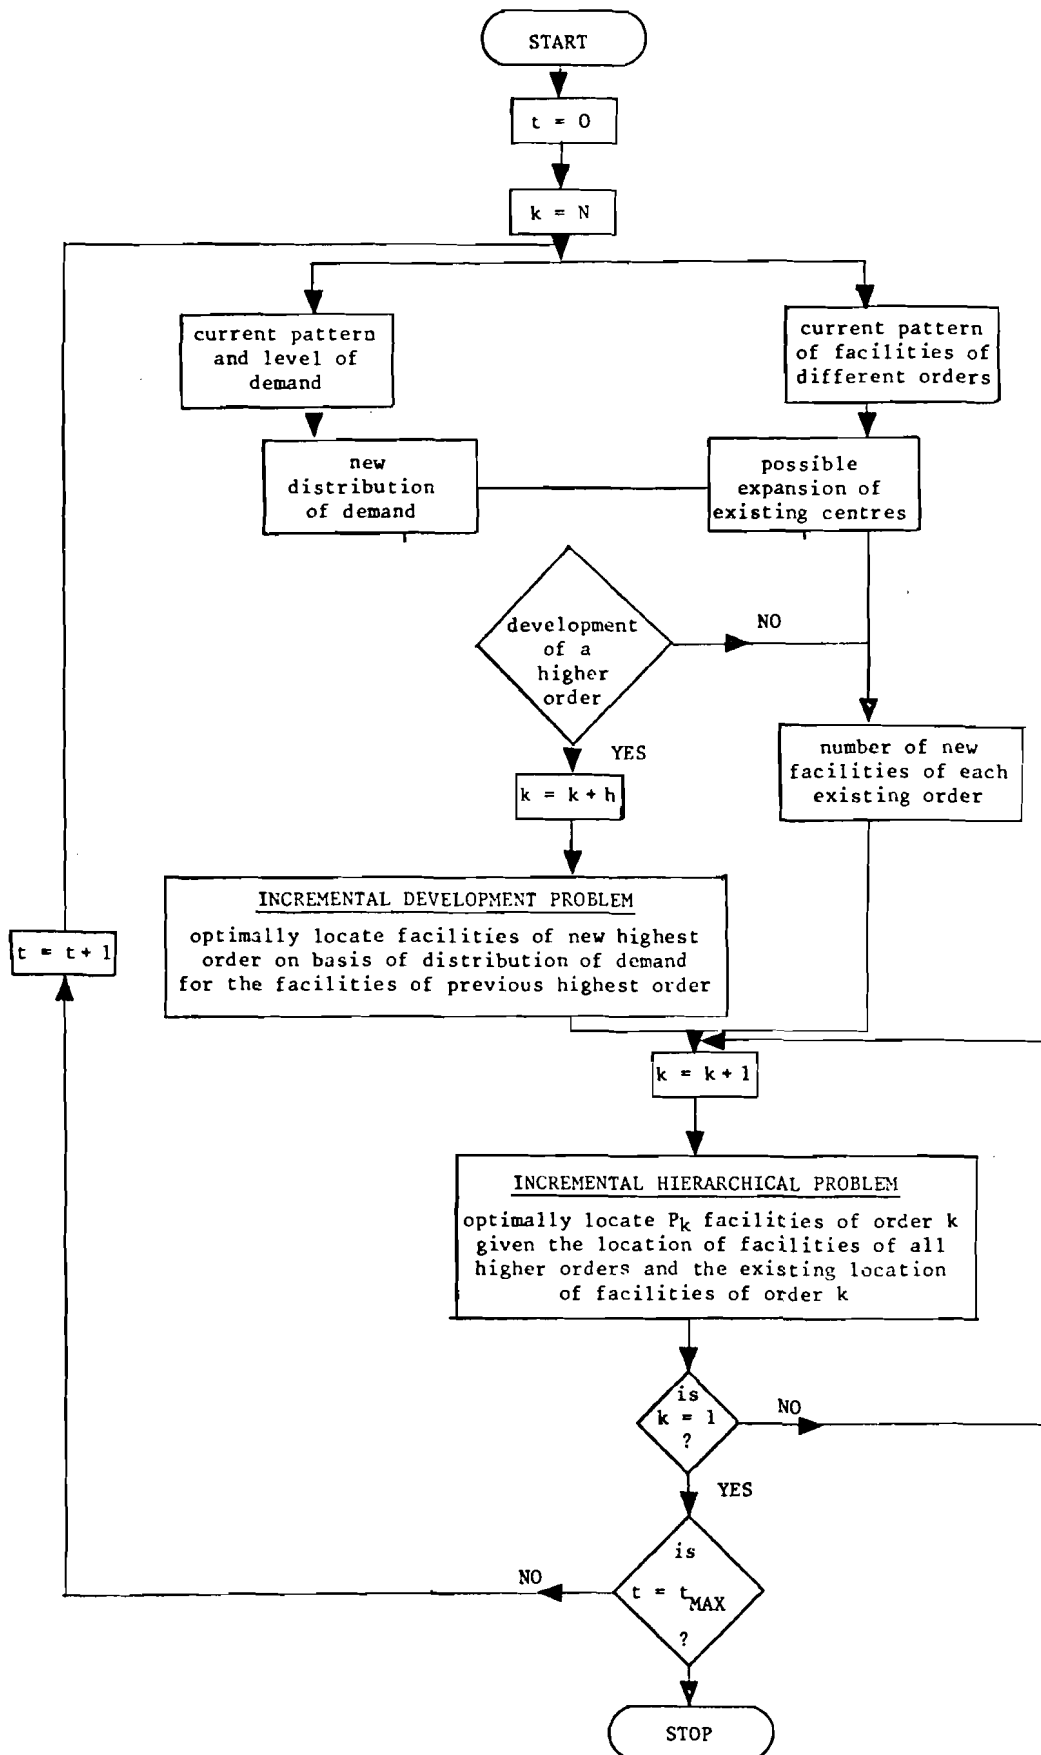 START
t = 0
k = N
current pattern
and level of
demand
current pattern
of facilities of
different orders
new
distribution
of demand
possible
expansion of
existing centres
development
of a
higher
order
NO
YES
number of new
facilities of each
existing order
k = k + h
INCREMENTAL DEVELOPMENT PROBLEM
optimally locate facilities of new highest
order on basis of distribution of demand
for the facilities of previous highest order
t = t + 1
k = k + 1
INCREMENTAL HIERARCHICAL PROBLEM
optimally locate Pk facilities of order k
given the location of facilities of all
higher orders and the existing location
of facilities of order k
is
k = 1
?
NO
YES
is
t = tMAX
?
NO
STOP